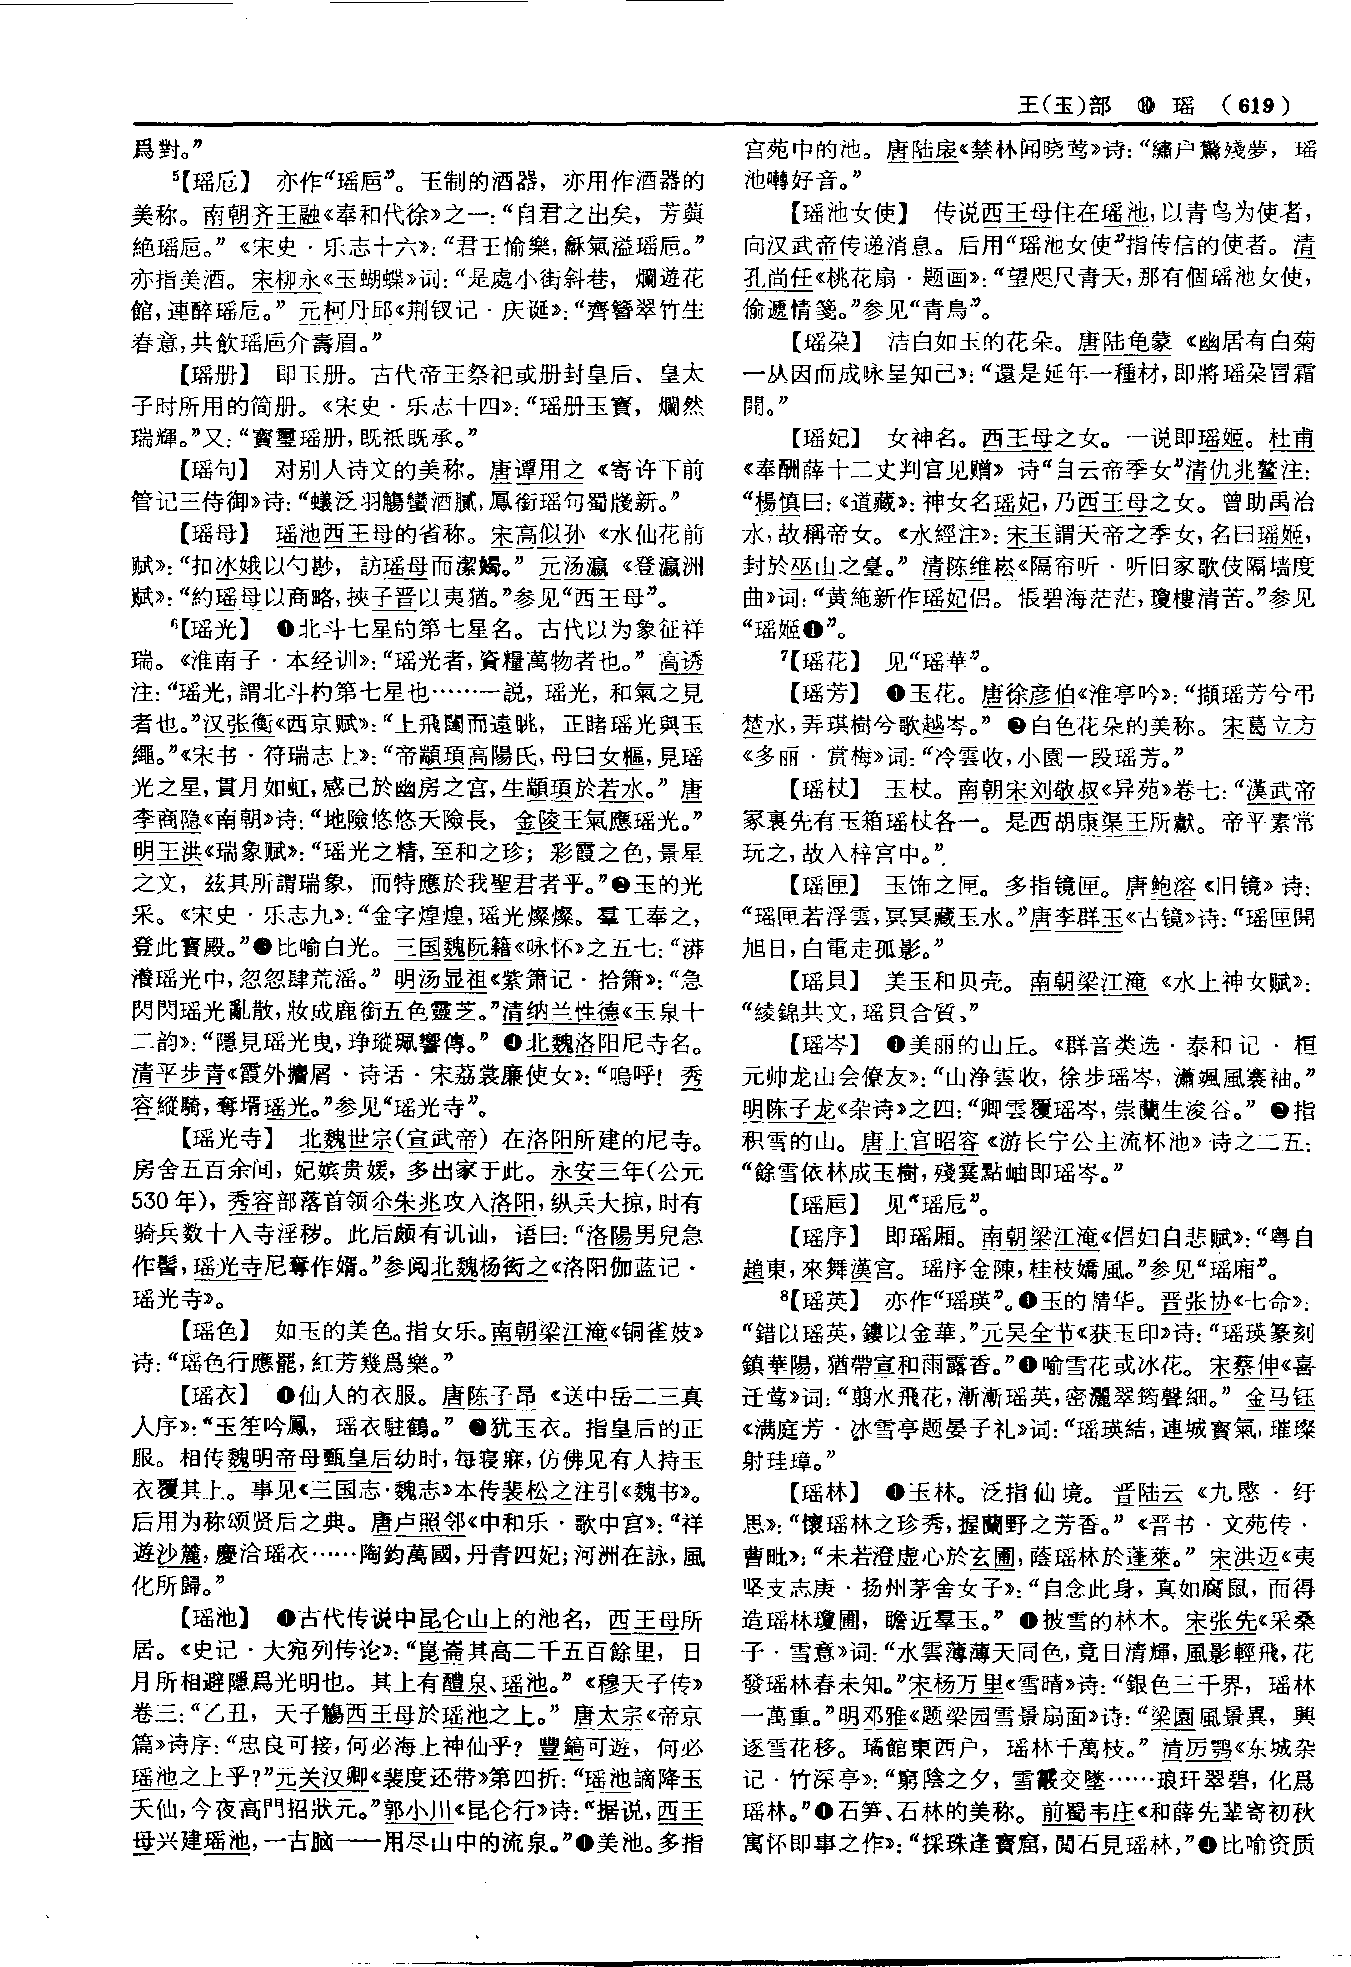 王(玉)部 ⑩ 瑶 (619)
爲對。”
⁵【瑶卮】 亦作“瑶巵”。玉制的酒器，亦用作酒器的
美称。南朝齐王融《奉和代徐》之一：“自君之出矣，芳蕍
絶瑶卮。”《宋史·乐志十六》：“君王愉樂，龢氣溢瑶卮。”
亦指美酒。宋柳永《玉蝴蝶》词：“是處小街斜巷，爛遊花
館，連醉瑶卮。”元柯丹邱《荆钗记·庆诞》：“齊簪翠竹生
春意，共飲瑶巵介壽眉。”
【瑶册】 即玉册。古代帝王祭祀或册封皇后、皇太
子时所用的简册。《宋史·乐志十四》：“瑶册玉寶，爛然
瑞輝。”又：“寳璽瑶册，既祇既承。”
【瑶句】 对别人诗文的美称。唐谭用之《寄许下前
管记王侍御》诗：“蟻泛羽觴蠻酒膩，鳳銜瑶句蜀牋新。”
【瑶母】 瑶池西王母的省称。宋高似孙《水仙花前
赋》：“扣冰娥以勺尠，訪瑶母而潔蠲。”元汤瀛《登瀛洲
赋》：“約瑶母以商略，挾子晋以夷猶。”参见“西王母”。
⁶【瑶光】 ❶北斗七星的第七星名。古代以为象征祥
瑞。《淮南子·本经训》：“瑶光者，資糧萬物者也。”高诱
注：“瑶光，謂北斗杓第七星也……一説，瑶光，和氣之見
者也。”汉张衡《西京赋》：“上飛闥而遠眺，正睹瑶光與玉
繩。”《宋书·符瑞志上》：“帝顓頊高陽氏，母曰女樞，見瑶
光之星，貫月如虹，感己於幽房之宫，生顓頊於若水。”唐
李商隐《南朝》诗：“地險悠悠天險長，金陵王氣應瑶光。”
明王洪《瑞象赋》：“瑶光之精，至和之珍；彩霞之色，景星
之文，兹其所謂瑞象，而特應於我聖君者乎。”❷玉的光
采。《宋史·乐志九》：“金字煌煌，瑶光燦燦。羣工奉之，
登此寳殿。”❸比喻白光。三国魏阮籍《咏怀》之五七：“漭
瀁瑶光中，忽忽肆荒淫。”明汤显祖《紫箫记·拾箫》：“急
閃閃瑶光亂散，妝成鹿銜五色靈芝。”清纳兰性德《玉泉十
二韵》：“隱見瑶光曳，琤瑽珮響傳。”❹北魏洛阳尼寺名。
清平步青《霞外攟屑·诗话·宋荔裳廉使女》：“嗚呼！秀
容縱騎，奪壻瑶光。”参见“瑶光寺”。
【瑶光寺】 北魏世宗(宣武帝)在洛阳所建的尼寺。
房舍五百余间，妃嫔贵媛，多出家于此。永安三年(公元
530年)，秀容部落首领尒朱兆攻入洛阳，纵兵大掠，时有
骑兵数十入寺淫秽。此后颇有讥讪，语曰：“洛陽男兒急
作髻，瑶光寺尼奪作婿。”参阅北魏杨衒之《洛阳伽蓝记·
瑶光寺》。
【瑶色】 如玉的美色。指女乐。南朝梁江淹《铜雀妓》
诗：“瑶色行應罷，紅芳幾爲樂。”
【瑶衣】 ❶仙人的衣服。唐陈子昂《送中岳二三真
人序》：“玉笙吟鳳，瑶衣駐鶴。”❷犹玉衣。指皇后的正
服。相传魏明帝母甄皇后幼时，每寝寐，仿佛见有人持玉
衣覆其上。事见《三国志·魏志》本传裴松之注引《魏书》。
后用为称颂贤后之典。唐卢照邻《中和乐·歌中宫》：“祥
遊沙麓，慶洽瑶衣……陶鈞萬國，丹青四妃；河洲在詠，風
化所歸。”
【瑶池】 ❶古代传说中昆仑山上的池名，西王母所
居。《史记·大宛列传论》：“崑崙其高二千五百餘里，日
月所相避隱爲光明也。其上有醴泉、瑶池。”《穆天子传》
卷三：“乙丑，天子觴西王母於瑶池之上。”唐太宗《帝京
篇》诗序：“忠良可接，何必海上神仙乎？豐鎬可遊，何必
瑶池之上乎？”元关汉卿《裴度还带》第四折：“瑶池謫降玉
天仙，今夜高門招狀元。”郭小川《昆仑行》诗：“据说，西王
母兴建瑶池，一古脑——用尽山中的流泉。”❷美池。多指
宫苑中的池。唐陆扆《禁林闻晓莺》诗：“繡户驚殘夢，瑶
池囀好音。”
【瑶池女使】 传说西王母住在瑶池，以青鸟为使者，
向汉武帝传递消息。后用“瑶池女使”指传信的使者。清
孔尚任《桃花扇·题画》：“望咫尺青天，那有個瑶池女使，
偷遞情箋。”参见“青鳥”。
【瑶朵】 洁白如玉的花朵。唐陆龟蒙《幽居有白菊
一丛因而成咏呈知己》：“還是延年一種材，即將瑶朵冒霜
開。”
【瑶妃】 女神名。西王母之女。一说即瑶姬。杜甫
《奉酬薛十二丈判官见赠》诗“自云帝季女”清仇兆鳌注：
“楊慎曰：《道藏》：神女名瑶妃，乃西王母之女。曾助禹治
水，故稱帝女。《水經注》：宋玉謂天帝之季女，名曰瑶姬，
封於巫山之臺。”清陈维崧《隔帘听·听旧家歌伎隔墙度
曲》词：“黄絁新作瑶妃侣。悵碧海茫茫，瓊樓清苦。”参见
“瑶姬❶”。
⁷【瑶花】 见“瑶華”。
【瑶芳】 ❶玉花。唐徐彦伯《淮亭吟》：“擷瑶芳兮弔
楚水，弄琪樹兮歌越岑。”❷白色花朵的美称。宋葛立方
《多丽·赏梅》词：“冷雲收，小園一段瑶芳。”
【瑶杖】 玉杖。南朝宋刘敬叔《异苑》卷七：“漢武帝
冢裏先有玉箱瑶杖各一。是西胡康渠王所獻。帝平素常
玩之，故入梓宫中。”
【瑶匣】 玉饰之匣。多指镜匣。唐鲍溶《旧镜》诗：
“瑶匣若浮雲，冥冥藏玉水。”唐李群玉《古镜》诗：“瑶匣開
旭日，白電走孤影。”
【瑶貝】 美玉和贝壳。南朝梁江淹《水上神女赋》：
“綾錦共文，瑶貝合質。”
【瑶岑】 ❶美丽的山丘。《群音类选·泰和记·桓
元帅龙山会僚友》：“山净雲收，徐步瑶岑，瀟颯風褰袖。”
明陈子龙《杂诗》之四：“卿雲覆瑶岑，崇蘭生浚谷。”❷指
积雪的山。唐上官昭容《游长宁公主流杯池》诗之二五：
“餘雪依林成玉樹，殘霙點岫即瑶岑。”
【瑶巵】 见“瑶卮”。
【瑶序】 即瑶厢。南朝梁江淹《倡妇自悲赋》：“粤自
趙東，來舞漢宫。瑶序金陳，桂枝嬌風。”参见“瑶廂”。
⁸【瑶英】 亦作“瑶瑛”。❶玉的精华。晋张协《七命》：
“錯以瑶英，鏤以金華。”元吴全节《获玉印》诗：“瑶瑛篆刻
鎮華陽，猶帶宣和雨露香。”❷喻雪花或冰花。宋蔡伸《喜
迁莺》词：“翦水飛花，漸漸瑶英，密灑翠筠聲細。”金马钰
《满庭芳·冰雪亭题晏子礼》词：“瑶瑛結，連城寳氣，璀璨
射珪璋。”
【瑶林】 ❶玉林。泛指仙境。晋陆云《九愍·纡
思》：“懷瑶林之珍秀，握蘭野之芳香。”《晋书·文苑传·
曹毗》：“未若澄虚心於玄圃，蔭瑶林於蓬萊。”宋洪迈《夷
坚支志庚·扬州茅舍女子》：“自念此身，真如腐鼠，而得
造瑶林瓊圃，瞻近羣玉。”❷披雪的林木。宋张先《采桑
子·雪意》词：“水雲薄薄天同色，竟日清輝，風影輕飛，花
發瑶林春未知。”宋杨万里《雪晴》诗：“銀色三千界，瑶林
一萬重。”明邓雅《题梁园雪景扇面》诗：“梁園風景異，興
逐雪花移。璚館東西户，瑶林千萬枝。”清厉鹗《东城杂
记·竹深亭》：“窮陰之夕，雪霰交墜……琅玕翠碧，化爲
瑶林。”❸石笋、石林的美称。前蜀韦庄《和薛先辈寄初秋
寓怀即事之作》：“採珠逢寳窟，閲石見瑶林。”❹比喻资质